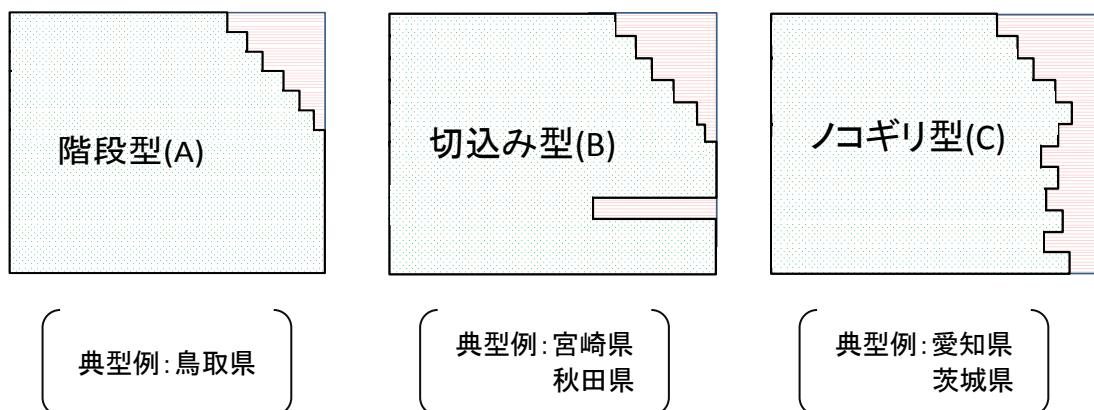 階段型(A)
切込み型(B)
ノコギリ型(C)
典型例:鳥取県
典型例:宮崎県
秋田県
典型例:愛知県
茨城県